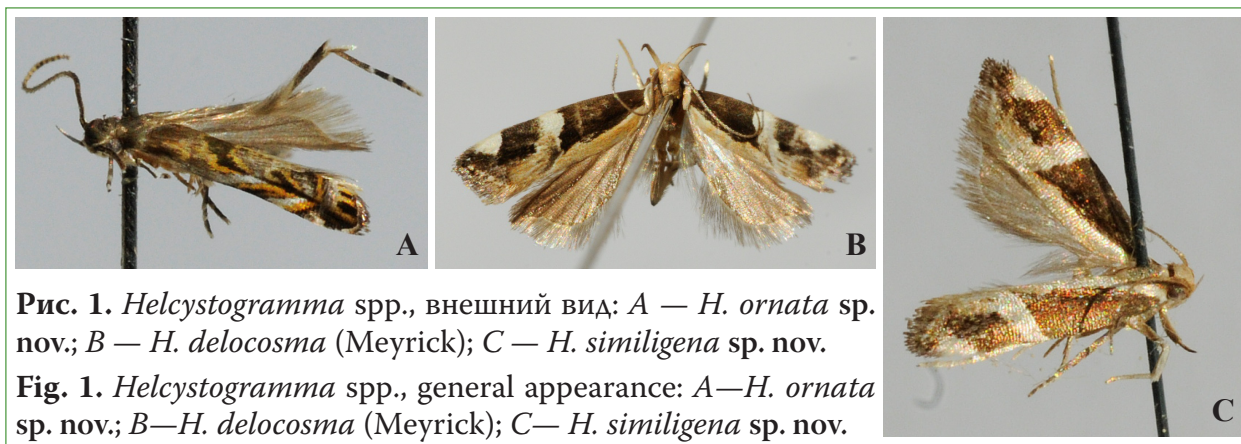 A
B
C
Рис. 1. Helcystogramma spp., внешний вид: A — H. ornata sp.
nov.; B — H. delocosma (Meyrick); C — H. similigena sp. nov.
Fig. 1. Helcystogramma spp., general appearance: A—H. ornata
sp. nov.; B—H. delocosma (Meyrick); C— H. similigena sp. nov.